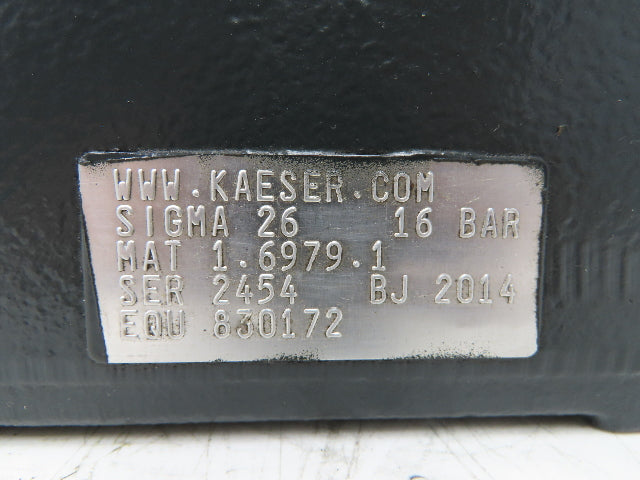 WWW.KAESER.COM
SIGMA 26 16 BAR
MAT 1.6979.1
SER 2454 BJ 2014
EQU 830172